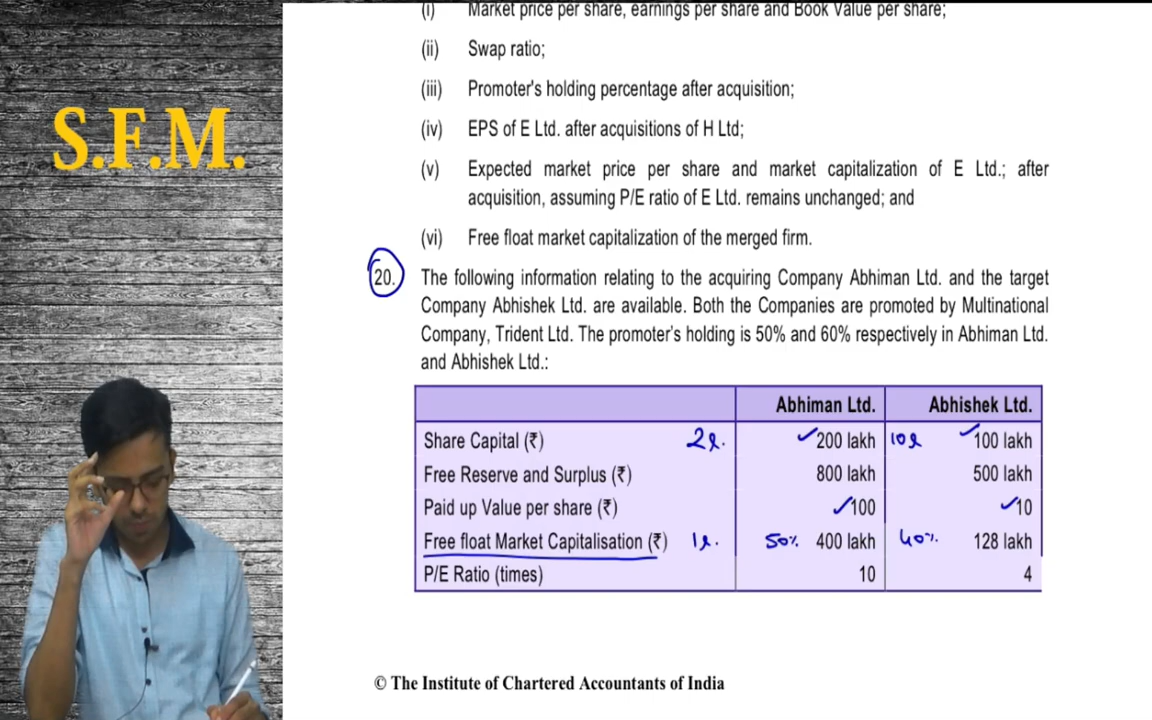 (i) Market price per share, earnings per share and Book Value per share;
(ii) Swap ratio;
(iii) Promoter's holding percentage after acquisition;
(iv) EPS of E Ltd. after acquisitions of H Ltd;
(v) Expected market price per share and market capitalization of E Ltd.; after
acquisition, assuming P/E ratio of E Ltd. remains unchanged; and
(vi) Free float market capitalization of the merged firm.
S.F.M.
20. The following information relating to the acquiring Company Abhiman Ltd. and the target
Company Abhishek Ltd. are available. Both the Companies are promoted by Multinational
Company, Trident Ltd. The promoter's holding is 50% and 60% respectively in Abhiman Ltd.
and Abhishek Ltd.:
Abhiman Ltd. Abhishek Ltd.
Share Capital (₹) 2l. 200 lakh 10l 100 lakh
Free Reserve and Surplus (₹) 800 lakh 500 lakh
Paid up Value per share (₹) 100 10
Free float Market Capitalisation (₹) 1l. 50% 400 lakh 40% 128 lakh
P/E Ratio (times) 10 4
© The Institute of Chartered Accountants of India